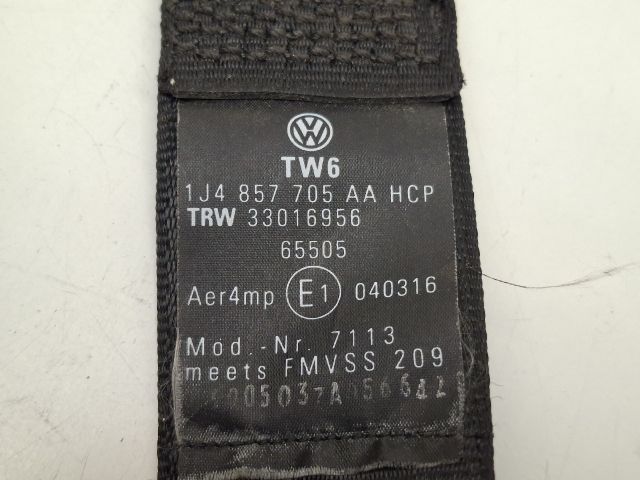 TW6
1J4 857 705 AA HCP
TRW 33016956
65505
Aer4mp E1 040316
Mod.-Nr. 7113
meets FMVSS 209